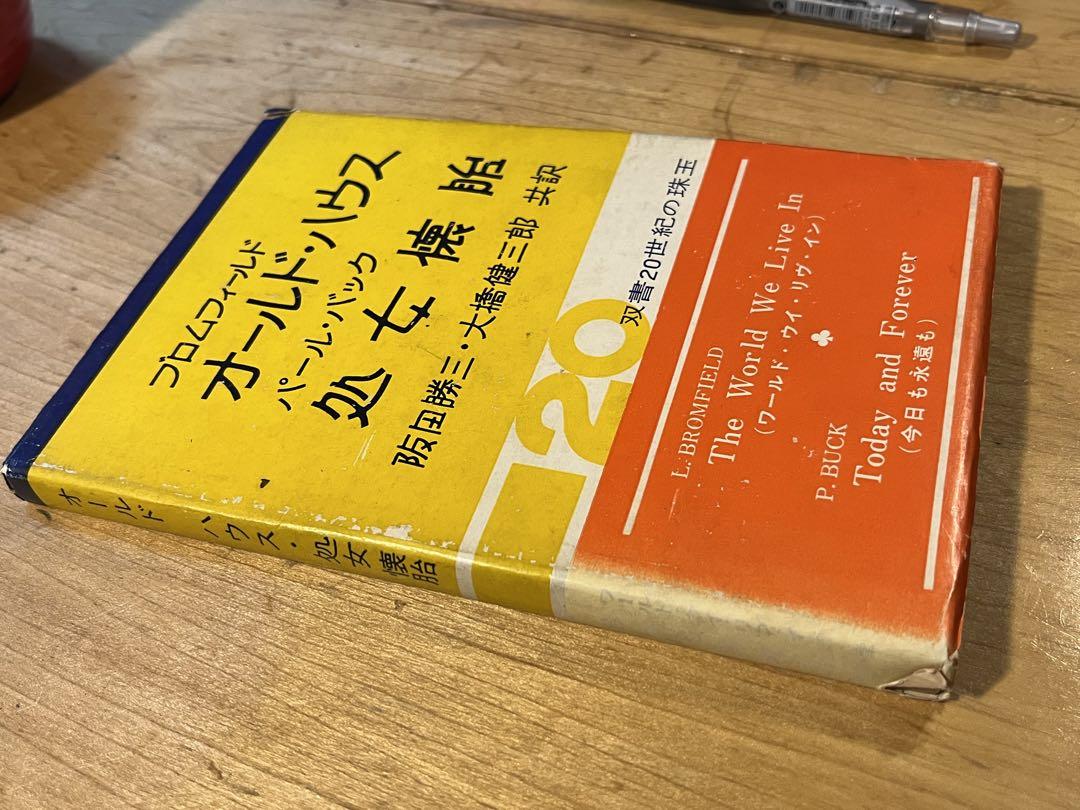 ブロムフィールド
オールド・ハウス
パール・バック
処女懐胎
阪田勝三・大橋健三郎 共訳
20
双書20世紀の珠玉
L. BROMFIELD
The World We Live In
(ワールド・ウイ・リヴ・イン)
♣
P. BUCK
Today and Forever
(今日も永遠も)
オールド ハウス・処女懐胎